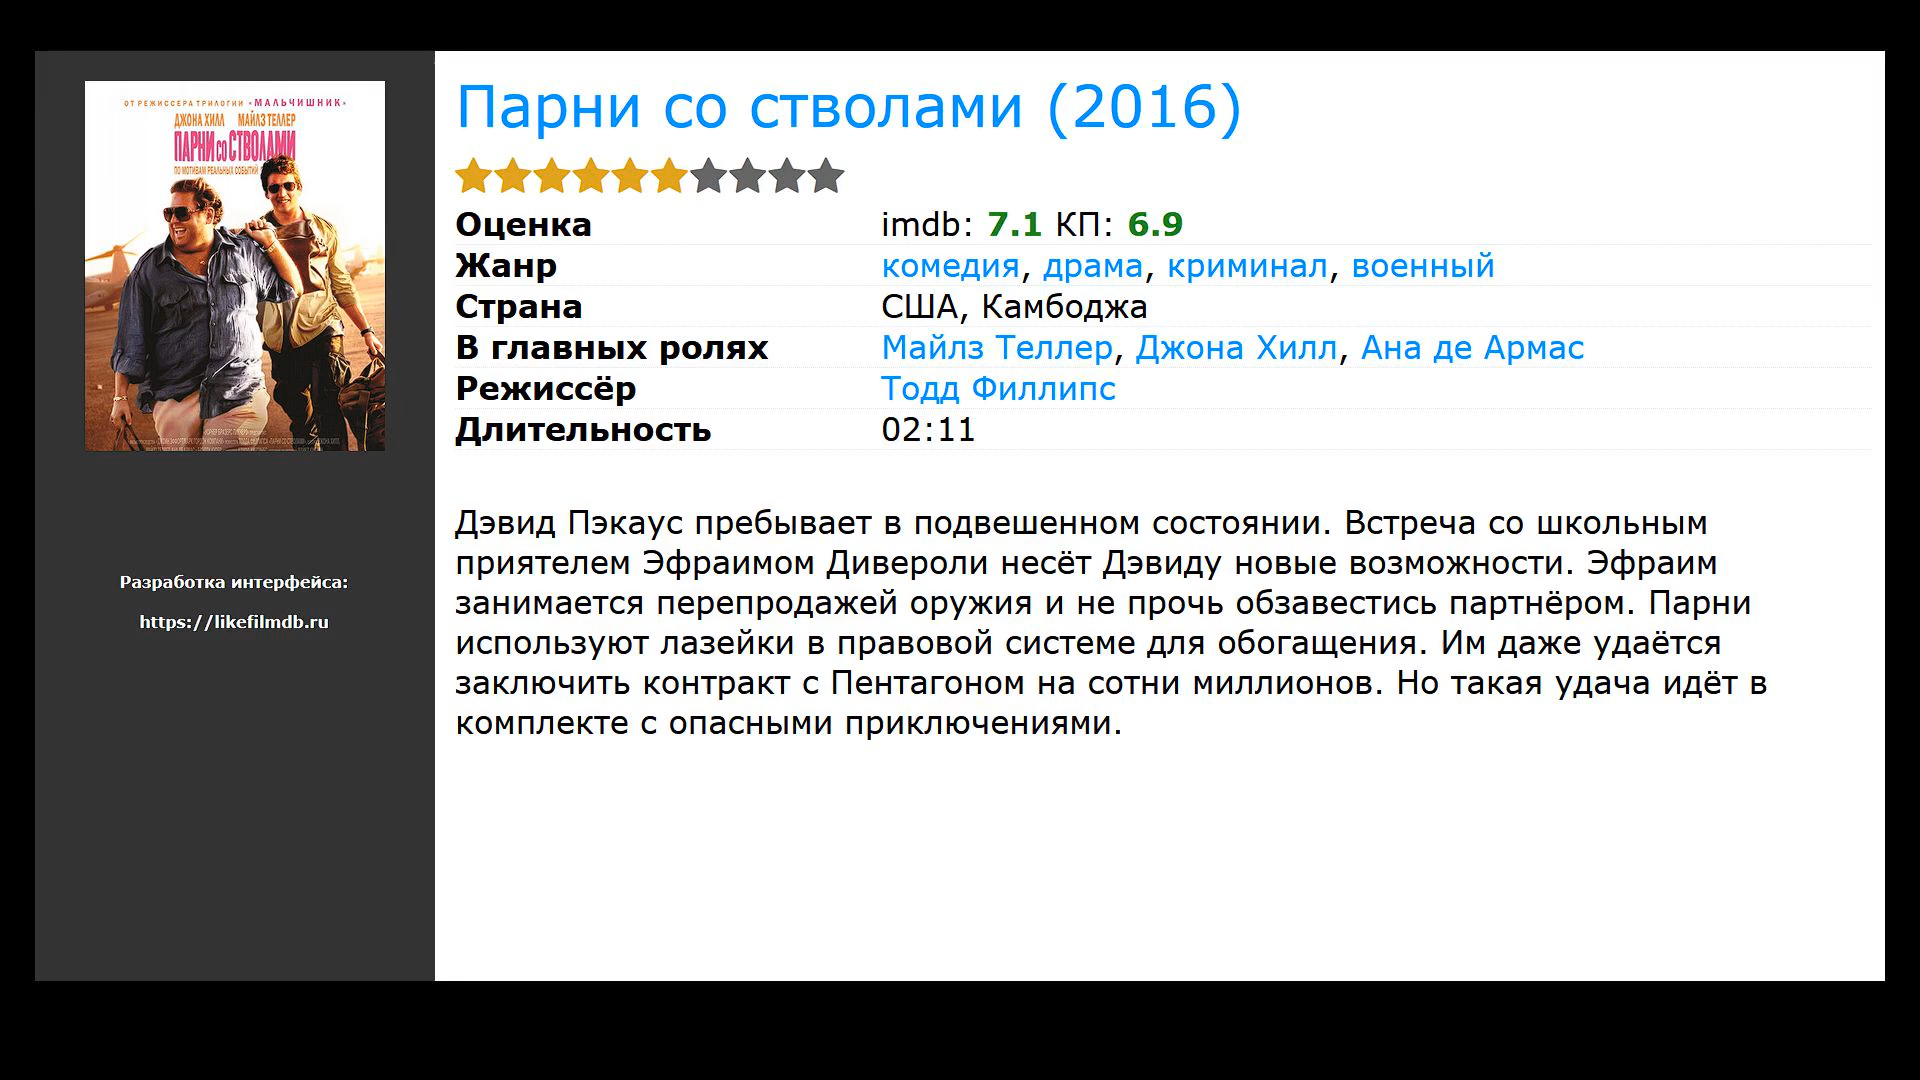 ОТ РЕЖИССЕРА ТРИЛОГИИ «МАЛЬЧИШНИК»
ДЖОНА ХИЛЛ МАЙЛЗ ТЕЛЛЕР
ПАРНИ СО СТВОЛАМИ
ПО МОТИВАМ РЕАЛЬНЫХ СОБЫТИЙ
Разработка интерфейса:
https://likefilmdb.ru
Парни со стволами (2016)
Оценка imdb: 7.1 КП: 6.9
Жанр комедия, драма, криминал, военный
Страна США, Камбоджа
В главных ролях Майлз Теллер, Джона Хилл, Ана де Армас
Режиссёр Тодд Филлипс
Длительность 02:11
Дэвид Пэкаус пребывает в подвешенном состоянии. Встреча со школьным
приятелем Эфраимом Дивероли несёт Дэвиду новые возможности. Эфраим
занимается перепродажей оружия и не прочь обзавестись партнёром. Парни
используют лазейки в правовой системе для обогащения. Им даже удаётся
заключить контракт с Пентагоном на сотни миллионов. Но такая удача идёт в
комплекте с опасными приключениями.